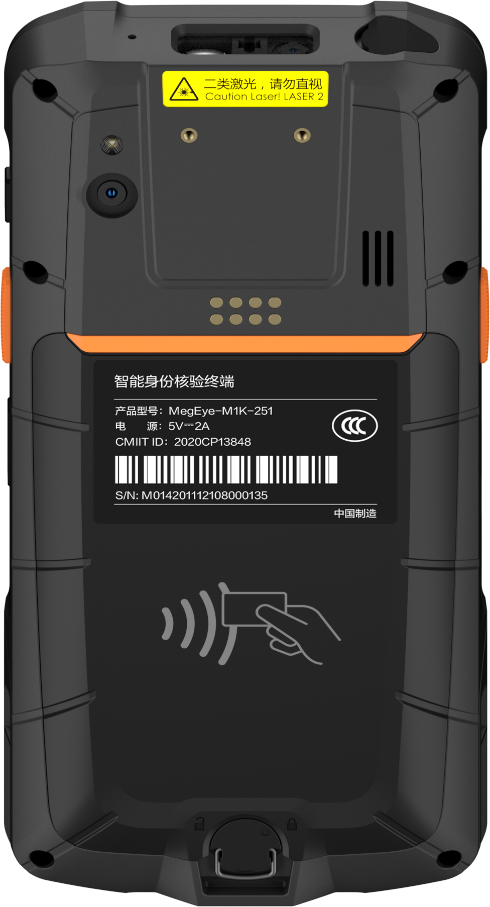 二类激光，请勿直视
Caution Laser! LASER 2
智能身份核验终端
产品型号：MegEye-M1K-251
电 源：5V⎓2A
CCC
CMIIT ID：2020CP13848
S/N: M014201112108000135
中国制造